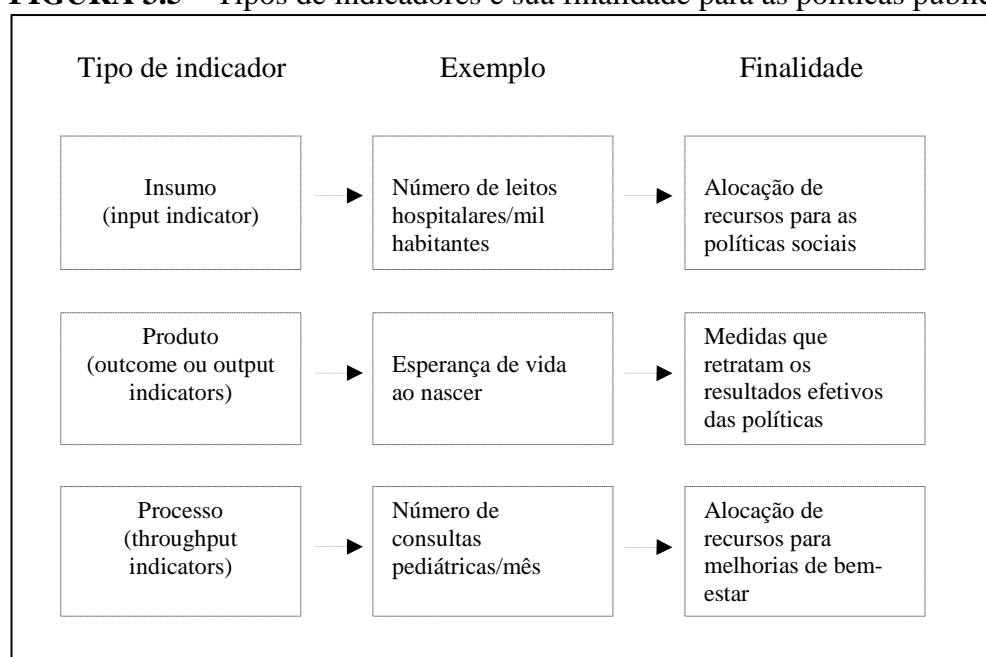 FIGURA Tipos de indicadores e sua finalidade para as políticas
Tipo de indicador Exemplo Finalidade
Insumo
(input indicator)
Número de leitos
hospitalares/mil
habitantes
Alocação de
recursos para as
políticas sociais
Produto
(outcome ou output
indicators)
Esperança de vida
ao nascer
Medidas que
retratam os
resultados efetivos
das políticas
Processo
(throughput
indicators)
Número de
consultas
pediátricas/mês
Alocação de
recursos para
melhorias de bem-
estar